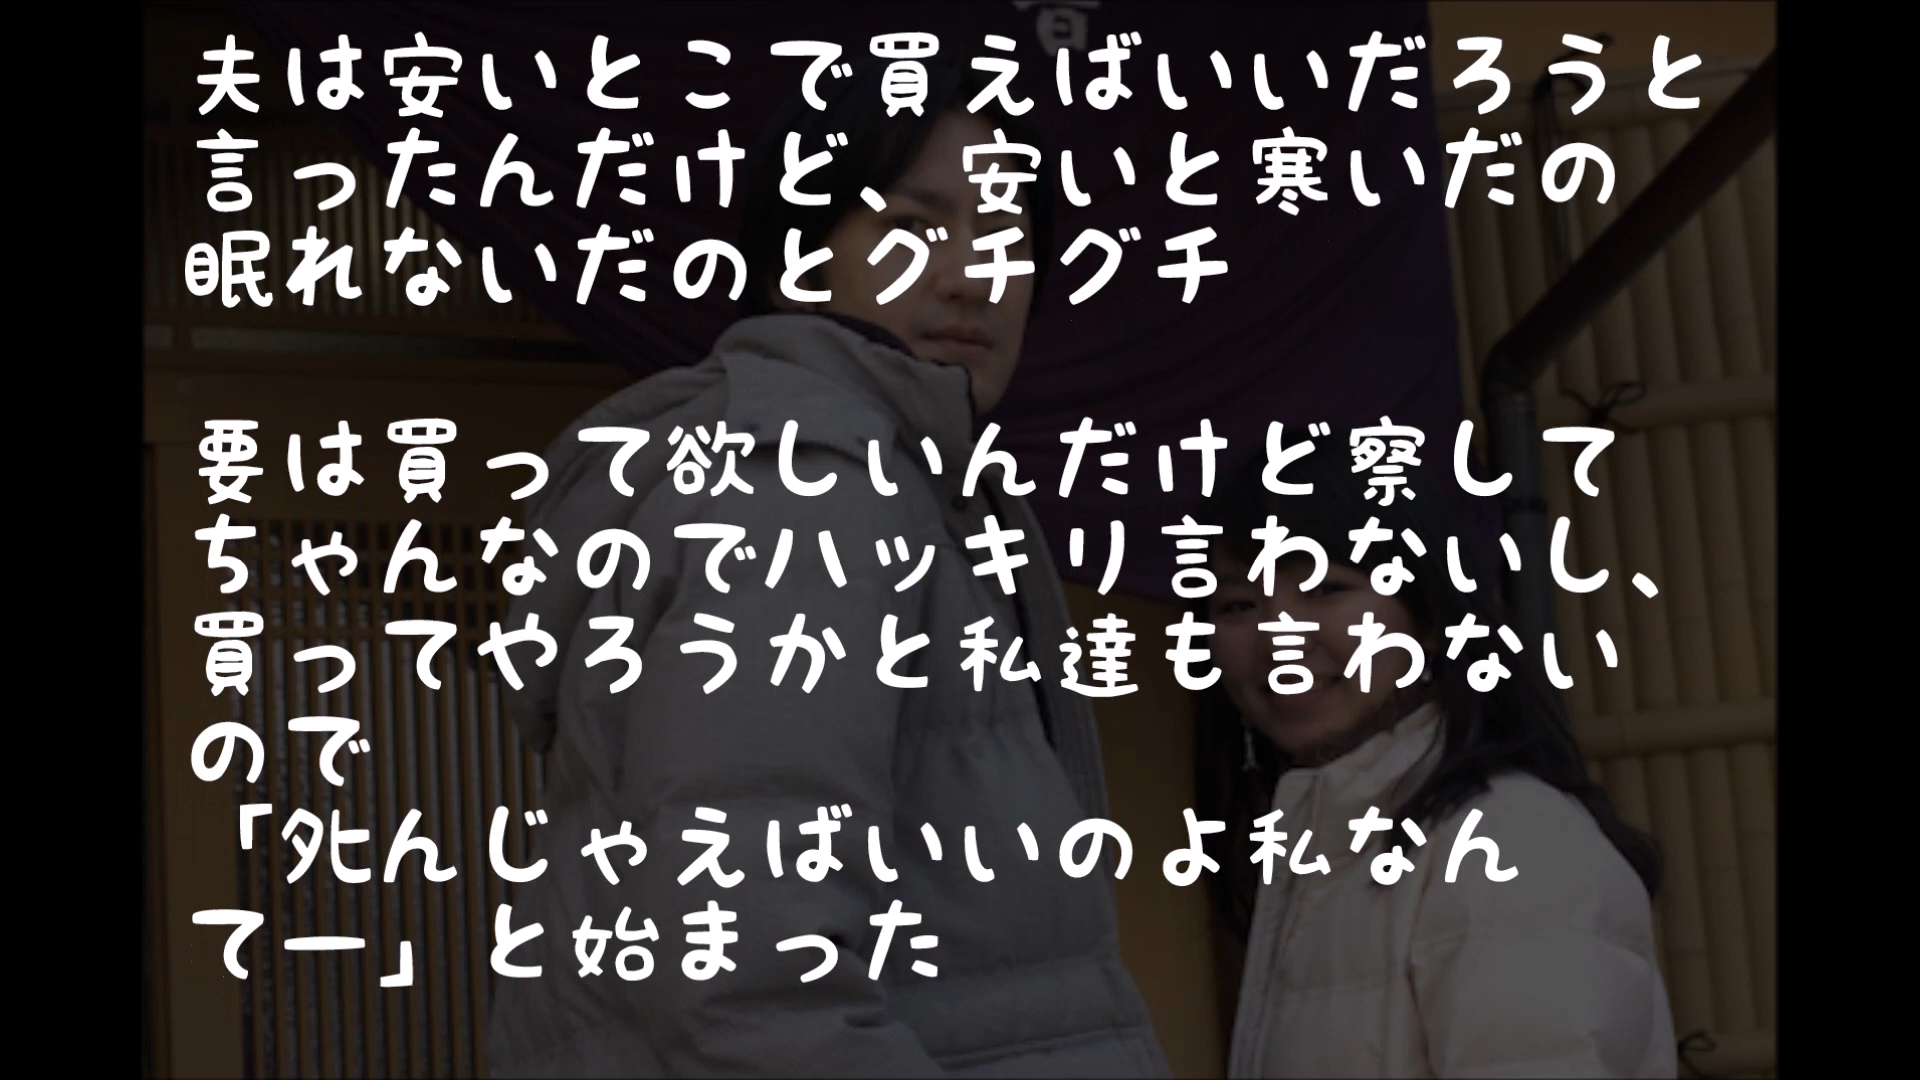 夫は安いとこで買えばいいだろうと
言ったんだけど、安いと寒いだの
眠れないだのとグチグチ
要は買って欲しいんだけど察して
ちゃんなのでハッキリ言わないし、
買ってやろうかと私達も言わない
ので
「タヒんじゃえばいいのよ私なん
てー」と始まった